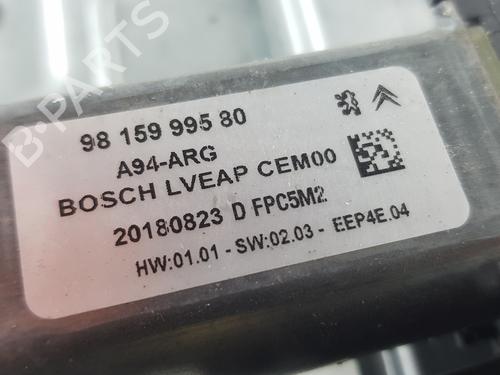 B-PARTS
98 159 995 80
A94-ARG
BOSCH LVEAP CEM00
20180823 D FPC5M2
HW:01.01 - SW:02.03 - EEP4E.04